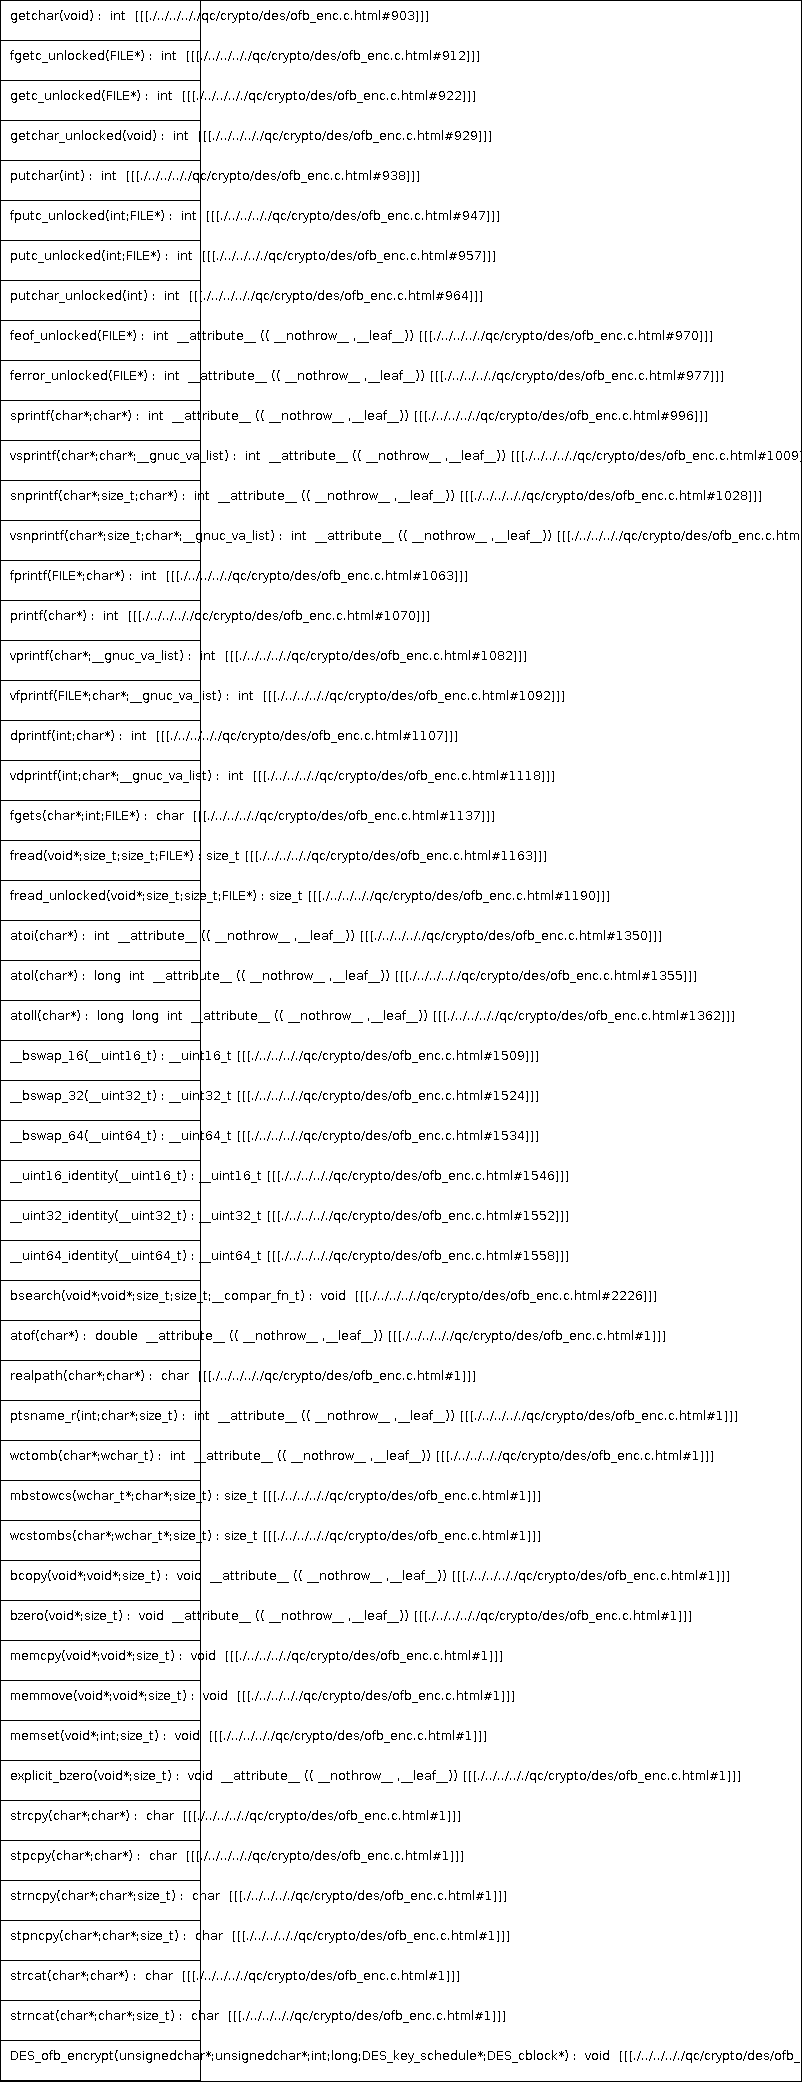 getchar(void) :  int  [[[./../../../../qc/crypto/des/ofb_enc.c.html#903]]]
fgetc_unlocked(FILE*) :  int  [[[./../../../../qc/crypto/des/ofb_enc.c.html#912]]]
getc_unlocked(FILE*) :  int  [[[./../../../../qc/crypto/des/ofb_enc.c.html#922]]]
getchar_unlocked(void) :  int  [[[./../../../../qc/crypto/des/ofb_enc.c.html#929]]]
putchar(int) :  int  [[[./../../../../qc/crypto/des/ofb_enc.c.html#938]]]
fputc_unlocked(int;FILE*) :  int  [[[./../../../../qc/crypto/des/ofb_enc.c.html#947]]]
putc_unlocked(int;FILE*) :  int  [[[./../../../../qc/crypto/des/ofb_enc.c.html#957]]]
putchar_unlocked(int) :  int  [[[./../../../../qc/crypto/des/ofb_enc.c.html#964]]]
feof_unlocked(FILE*) :  int  __attribute__ (( __nothrow__ ,__leaf__)) [[[./../../../../qc/crypto/des/ofb_enc.c.html#970]]]
ferror_unlocked(FILE*) :  int  __attribute__ (( __nothrow__ ,__leaf__)) [[[./../../../../qc/crypto/des/ofb_enc.c.html#977]]]
sprintf(char*;char*) :  int  __attribute__ (( __nothrow__ ,__leaf__)) [[[./../../../../qc/crypto/des/ofb_enc.c.html#996]]]
vsprintf(char*;char*;__gnuc_va_list) :  int  __attribute__ (( __nothrow__ ,__leaf__)) [[[./../../../../qc/crypto/des/ofb_enc.c.html#1009]
snprintf(char*;size_t;char*) :  int  __attribute__ (( __nothrow__ ,__leaf__)) [[[./../../../../qc/crypto/des/ofb_enc.c.html#1028]]]
vsnprintf(char*;size_t;char*;__gnuc_va_list) :  int  __attribute__ (( __nothrow__ ,__leaf__)) [[[./../../../../qc/crypto/des/ofb_enc.c.htm
fprintf(FILE*;char*) :  int  [[[./../../../../qc/crypto/des/ofb_enc.c.html#1063]]]
printf(char*) :  int  [[[./../../../../qc/crypto/des/ofb_enc.c.html#1070]]]
vprintf(char*;__gnuc_va_list) :  int  [[[./../../../../qc/crypto/des/ofb_enc.c.html#1082]]]
vfprintf(FILE*;char*;__gnuc_va_list) :  int  [[[./../../../../qc/crypto/des/ofb_enc.c.html#1092]]]
dprintf(int;char*) :  int  [[[./../../../../qc/crypto/des/ofb_enc.c.html#1107]]]
vdprintf(int;char*;__gnuc_va_list) :  int  [[[./../../../../qc/crypto/des/ofb_enc.c.html#1118]]]
fgets(char*;int;FILE*) :  char  [[[./../../../../qc/crypto/des/ofb_enc.c.html#1137]]]
fread(void*;size_t;size_t;FILE*) : size_t [[[./../../../../qc/crypto/des/ofb_enc.c.html#1163]]]
fread_unlocked(void*;size_t;size_t;FILE*) : size_t [[[./../../../../qc/crypto/des/ofb_enc.c.html#1190]]]
atoi(char*) :  int  __attribute__ (( __nothrow__ ,__leaf__)) [[[./../../../../qc/crypto/des/ofb_enc.c.html#1350]]]
atol(char*) :  long  int  __attribute__ (( __nothrow__ ,__leaf__)) [[[./../../../../qc/crypto/des/ofb_enc.c.html#1355]]]
atoll(char*) :  long  long  int  __attribute__ (( __nothrow__ ,__leaf__)) [[[./../../../../qc/crypto/des/ofb_enc.c.html#1362]]]
__bswap_16(__uint16_t) : __uint16_t [[[./../../../../qc/crypto/des/ofb_enc.c.html#1509]]]
__bswap_32(__uint32_t) : __uint32_t [[[./../../../../qc/crypto/des/ofb_enc.c.html#1524]]]
__bswap_64(__uint64_t) : __uint64_t [[[./../../../../qc/crypto/des/ofb_enc.c.html#1534]]]
__uint16_identity(__uint16_t) : __uint16_t [[[./../../../../qc/crypto/des/ofb_enc.c.html#1546]]]
__uint32_identity(__uint32_t) : __uint32_t [[[./../../../../qc/crypto/des/ofb_enc.c.html#1552]]]
__uint64_identity(__uint64_t) : __uint64_t [[[./../../../../qc/crypto/des/ofb_enc.c.html#1558]]]
bsearch(void*;void*;size_t;size_t;__compar_fn_t) :  void  [[[./../../../../qc/crypto/des/ofb_enc.c.html#2226]]]
atof(char*) :  double  __attribute__ (( __nothrow__ ,__leaf__)) [[[./../../../../qc/crypto/des/ofb_enc.c.html#1]]]
realpath(char*;char*) :  char  [[[./../../../../qc/crypto/des/ofb_enc.c.html#1]]]
ptsname_r(int;char*;size_t) :  int  __attribute__ (( __nothrow__ ,__leaf__)) [[[./../../../../qc/crypto/des/ofb_enc.c.html#1]]]
wctomb(char*;wchar_t) :  int  __attribute__ (( __nothrow__ ,__leaf__)) [[[./../../../../qc/crypto/des/ofb_enc.c.html#1]]]
mbstowcs(wchar_t*;char*;size_t) : size_t [[[./../../../../qc/crypto/des/ofb_enc.c.html#1]]]
wcstombs(char*;wchar_t*;size_t) : size_t [[[./../../../../qc/crypto/des/ofb_enc.c.html#1]]]
bcopy(void*;void*;size_t) :  void  __attribute__ (( __nothrow__ ,__leaf__)) [[[./../../../../qc/crypto/des/ofb_enc.c.html#1]]]
bzero(void*;size_t) :  void  __attribute__ (( __nothrow__ ,__leaf__)) [[[./../../../../qc/crypto/des/ofb_enc.c.html#1]]]
memcpy(void*;void*;size_t) :  void  [[[./../../../../qc/crypto/des/ofb_enc.c.html#1]]]
memmove(void*;void*;size_t) :  void  [[[./../../../../qc/crypto/des/ofb_enc.c.html#1]]]
memset(void*;int;size_t) :  void  [[[./../../../../qc/crypto/des/ofb_enc.c.html#1]]]
explicit_bzero(void*;size_t) :  void  __attribute__ (( __nothrow__ ,__leaf__)) [[[./../../../../qc/crypto/des/ofb_enc.c.html#1]]]
strcpy(char*;char*) :  char  [[[./../../../../qc/crypto/des/ofb_enc.c.html#1]]]
stpcpy(char*;char*) :  char  [[[./../../../../qc/crypto/des/ofb_enc.c.html#1]]]
strncpy(char*;char*;size_t) :  char  [[[./../../../../qc/crypto/des/ofb_enc.c.html#1]]]
stpncpy(char*;char*;size_t) :  char  [[[./../../../../qc/crypto/des/ofb_enc.c.html#1]]]
strcat(char*;char*) :  char  [[[./../../../../qc/crypto/des/ofb_enc.c.html#1]]]
strncat(char*;char*;size_t) :  char  [[[./../../../../qc/crypto/des/ofb_enc.c.html#1]]]
DES_ofb_encrypt(unsignedchar*;unsignedchar*;int;long;DES_key_schedule*;DES_cblock*) :  void  [[[./../../../../qc/crypto/des/ofb_